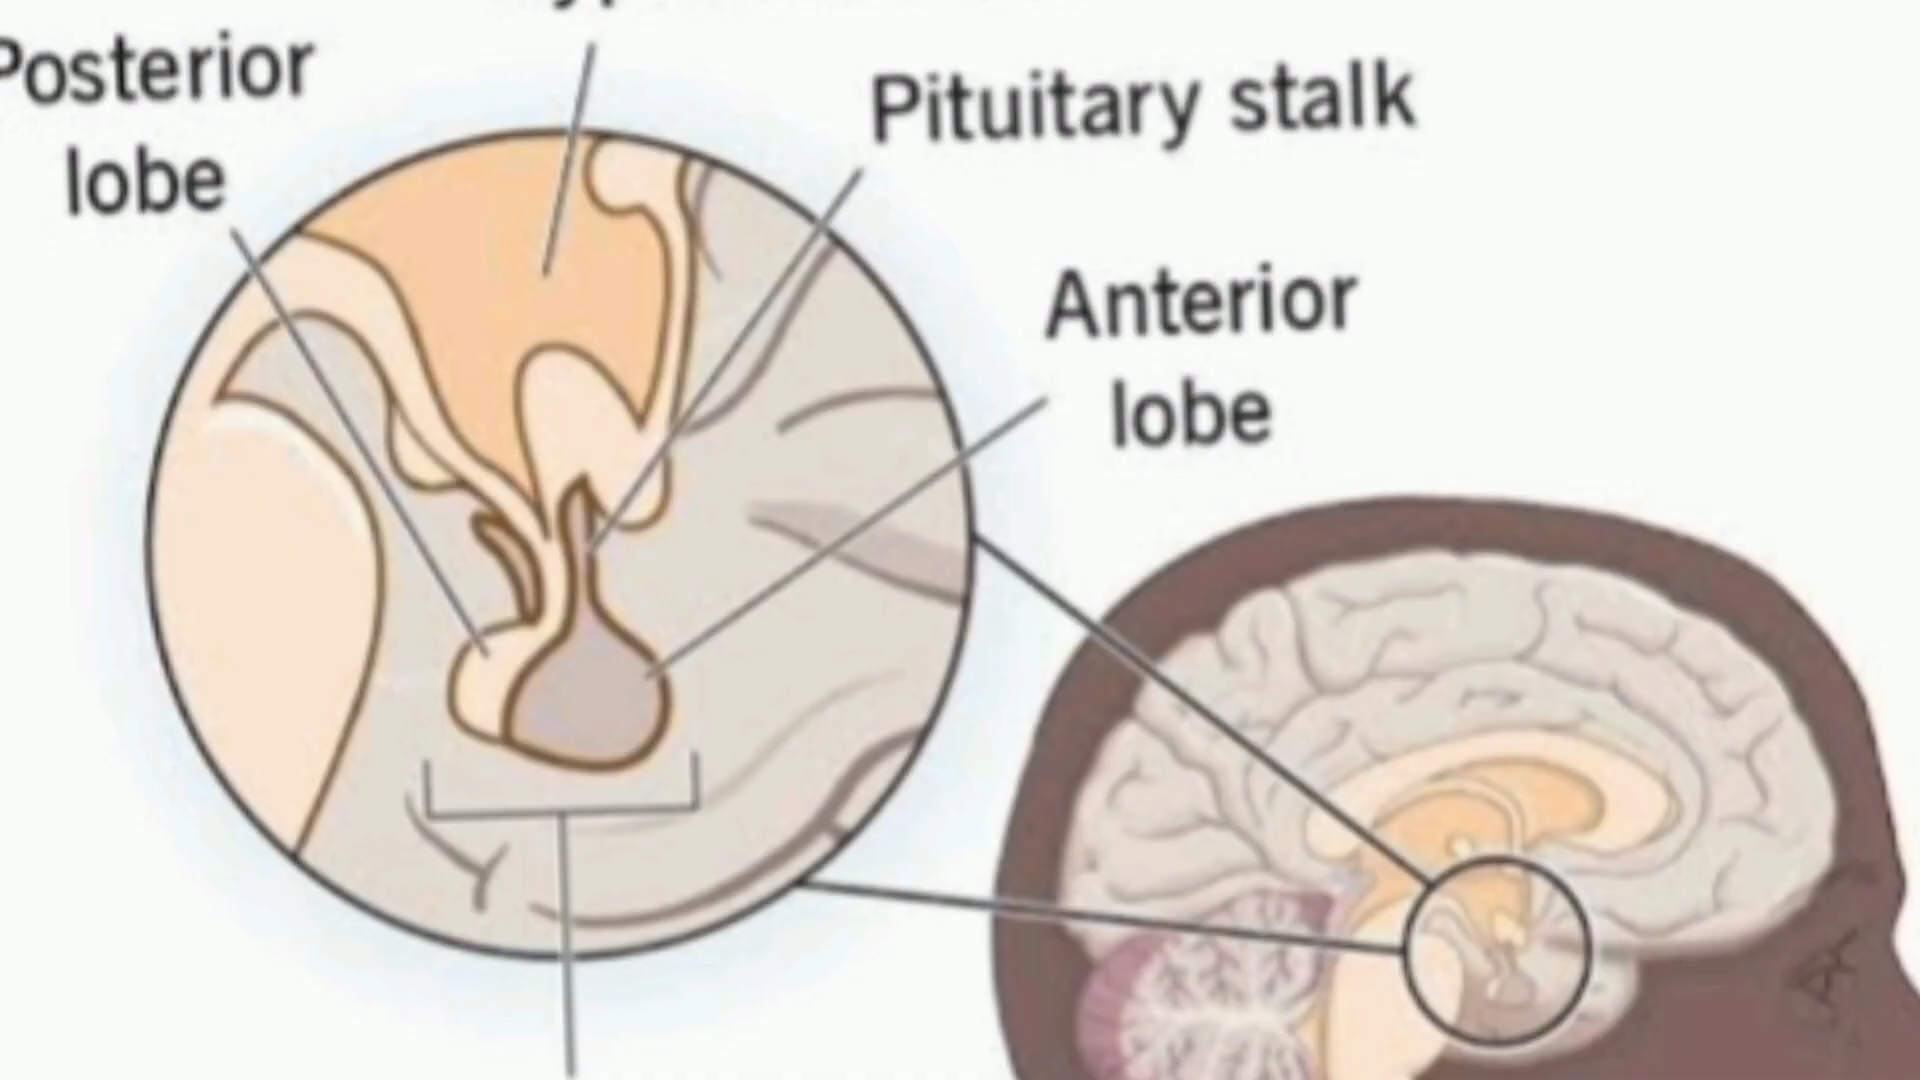 Posterior
lobe
Pituitary stalk
Anterior
lobe